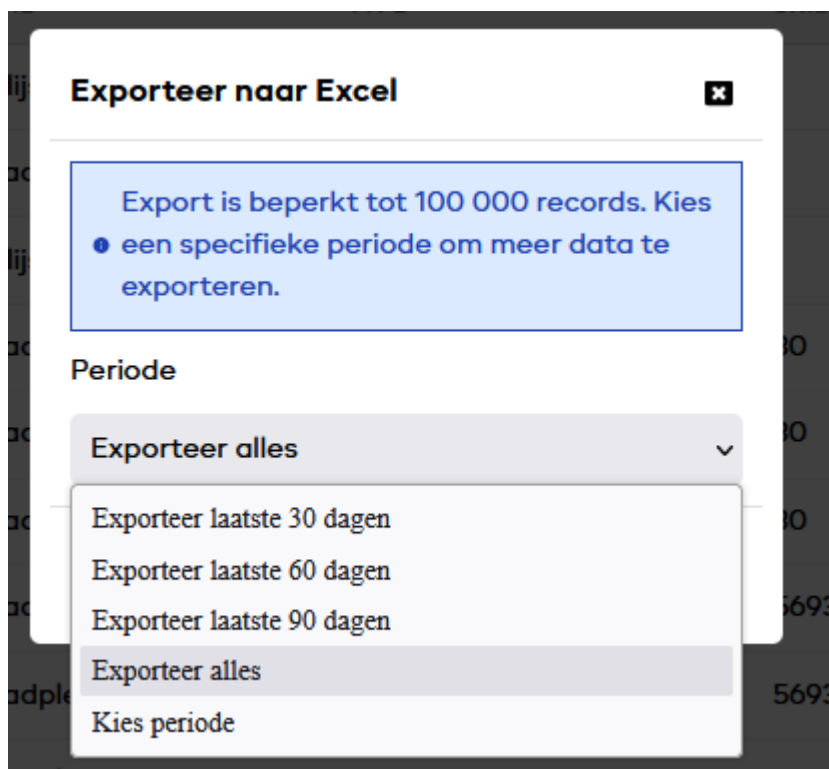 Exporteer naar Excel
Export is beperkt tot 100 000 records. Kies
een specifieke periode om meer data te
exporteren.
Periode
Exporteer alles
Exporteer laatste 30 dagen
Exporteer laatste 60 dagen
Exporteer laatste 90 dagen
Exporteer alles
Kies periode